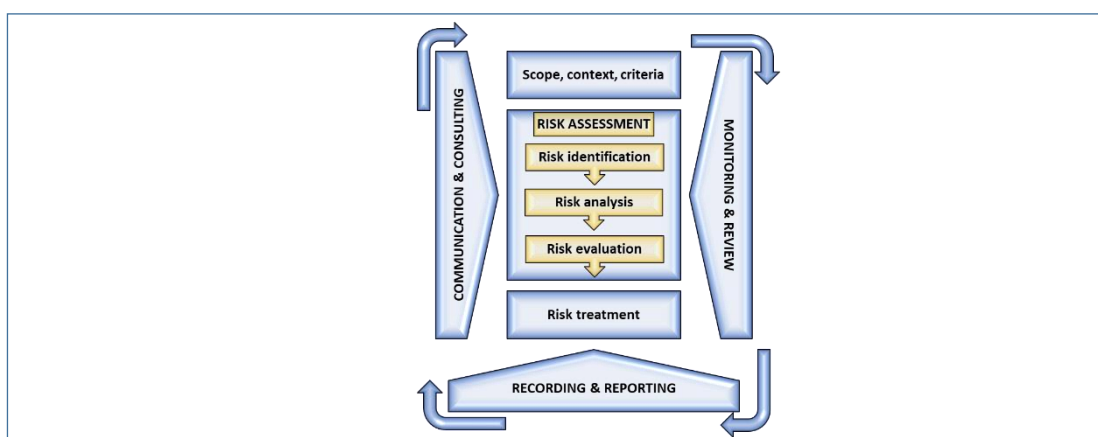 Scope, context, criteria
RISK ASSESSMENT
Risk identification
Risk analysis
Risk evaluation
Risk treatment
COMMUNICATION & CONSULTING
MONITORING & REVIEW
RECORDING & REPORTING